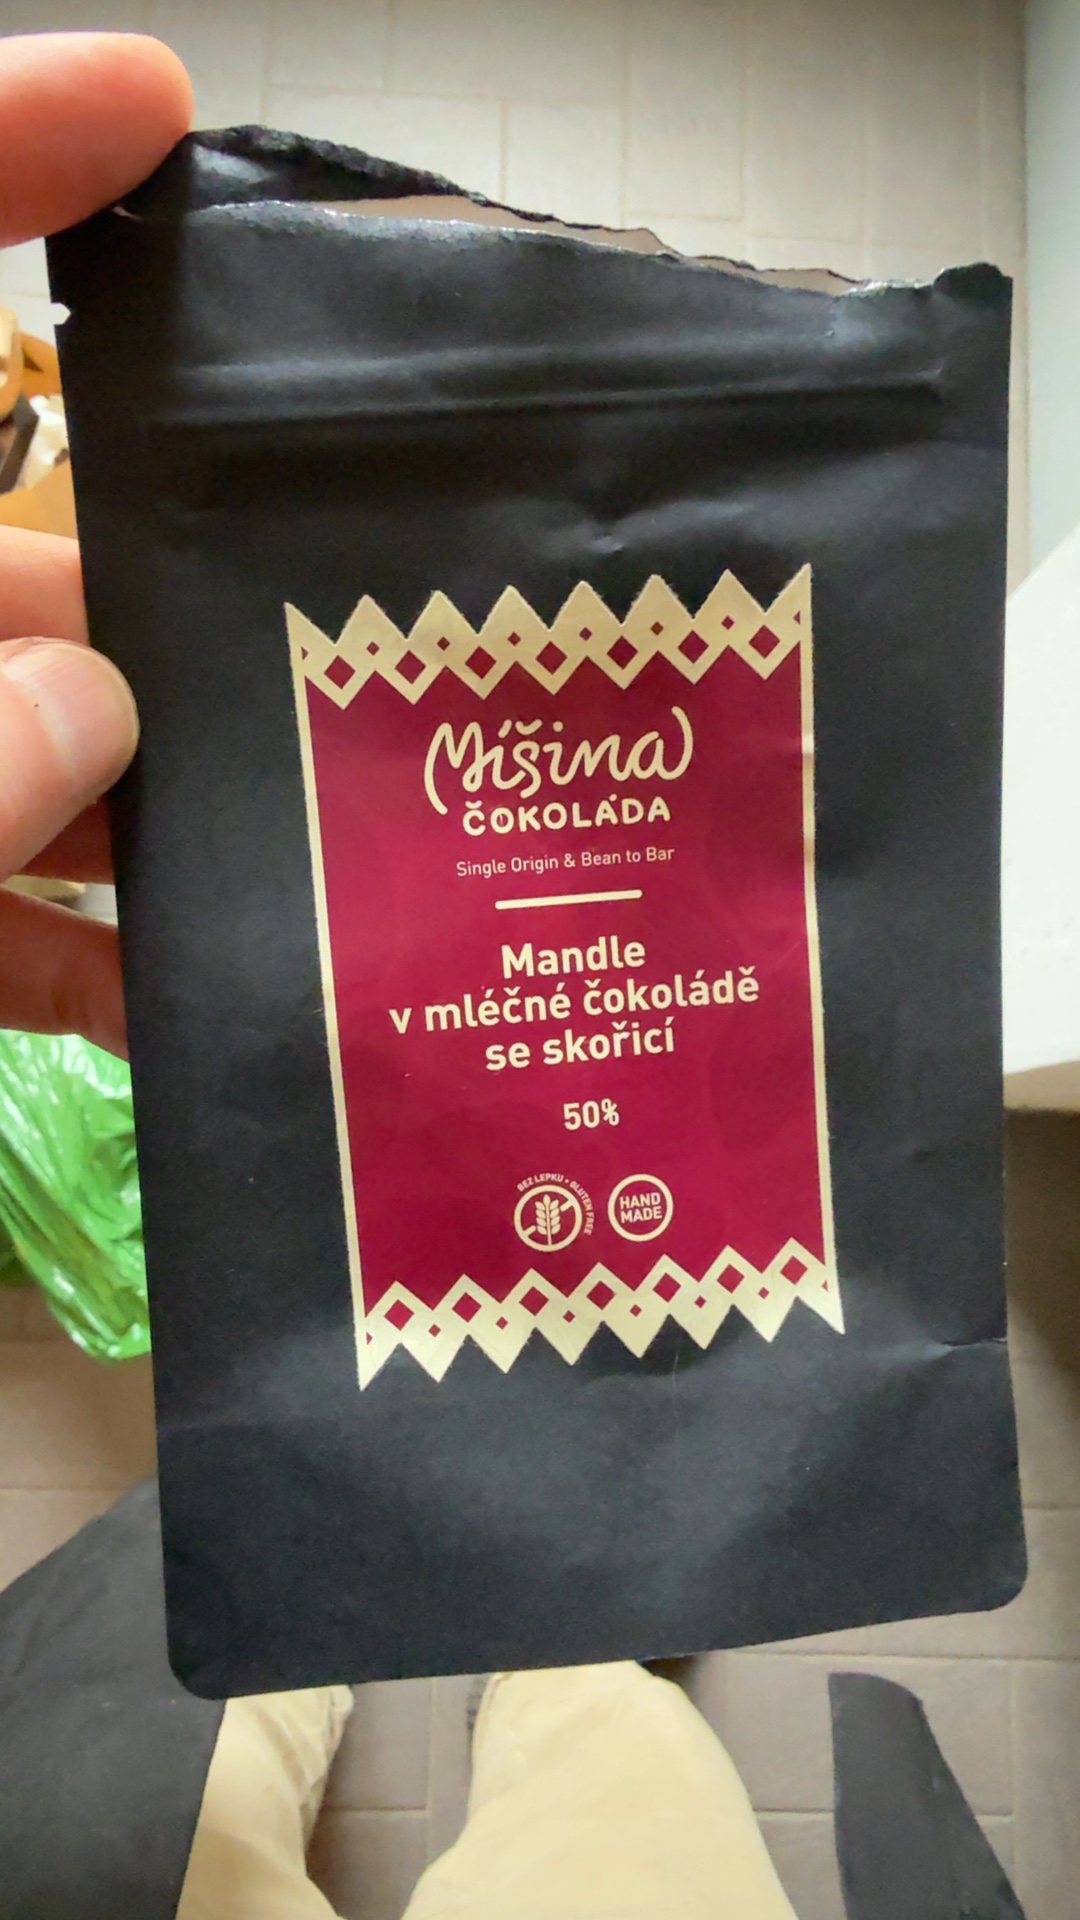 Míšina
ČOKOLÁDA
Single Origin & Bean to Bar
Mandle
v mléčné čokoládě
se skořicí
50%
BEZ LEPKU • GLUTEN FREE
HAND
MADE